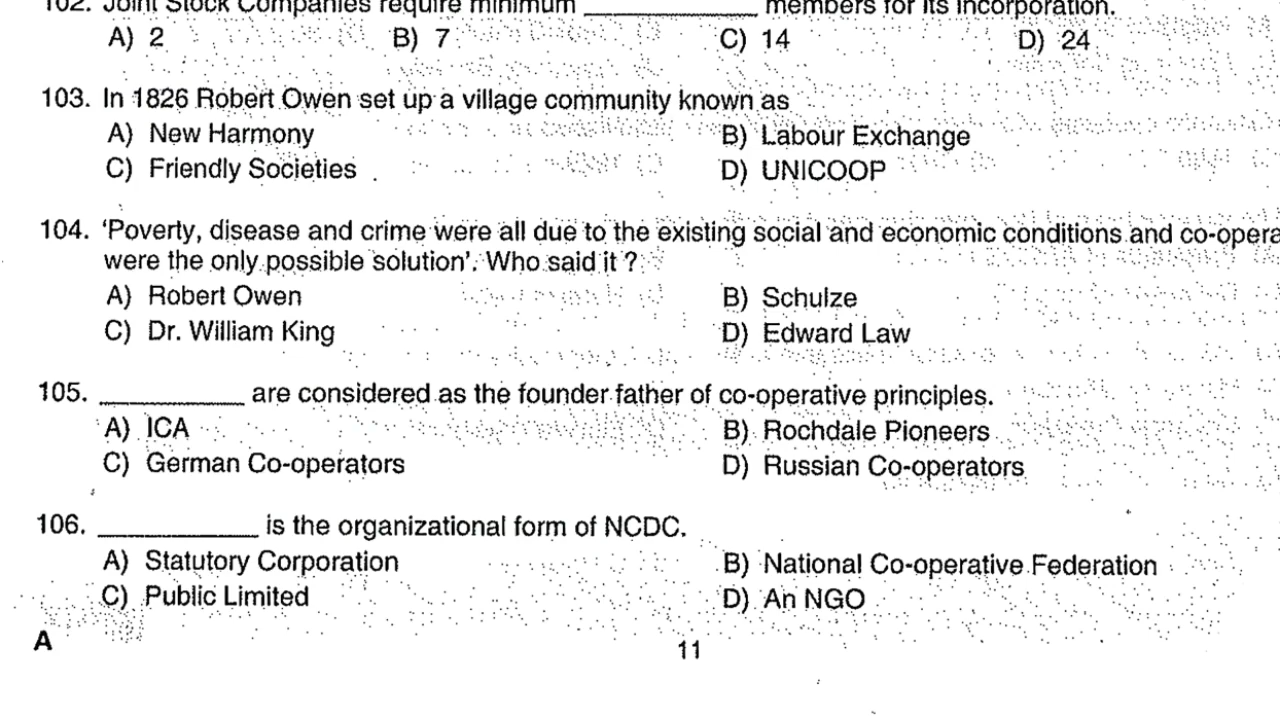 102. Joint Stock Companies require minimum ____________ members for its incorporation.
A) 2 B) 7 C) 14 D) 24
103. In 1826 Robert Owen set up a village community known as
A) New Harmony B) Labour Exchange
C) Friendly Societies D) UNICOOP
104. ‘Poverty, disease and crime were all due to the existing social and economic conditions and co-opera
were the only possible solution’. Who said it ?
A) Robert Owen B) Schulze
C) Dr. William King D) Edward Law
105. __________ are considered as the founder father of co-operative principles.
A) ICA B) Rochdale Pioneers
C) German Co-operators D) Russian Co-operators
106. ___________ is the organizational form of NCDC.
A) Statutory Corporation B) National Co-operative Federation
C) Public Limited D) An NGO
A 11